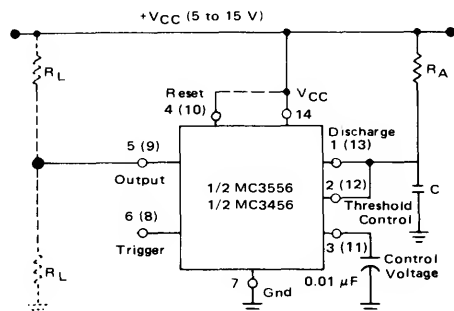 +VCC (5 to 15 V)
RL
RA
Reset
4 (10)
VCC
14
Discharge
1 (13)
5 (9)
Output
1/2 MC3556
1/2 MC3456
2 (12)
Threshold
Control
C
6 (8)
Trigger
3 (11)
Control
Voltage
RL
7
Gnd
0.01 μF